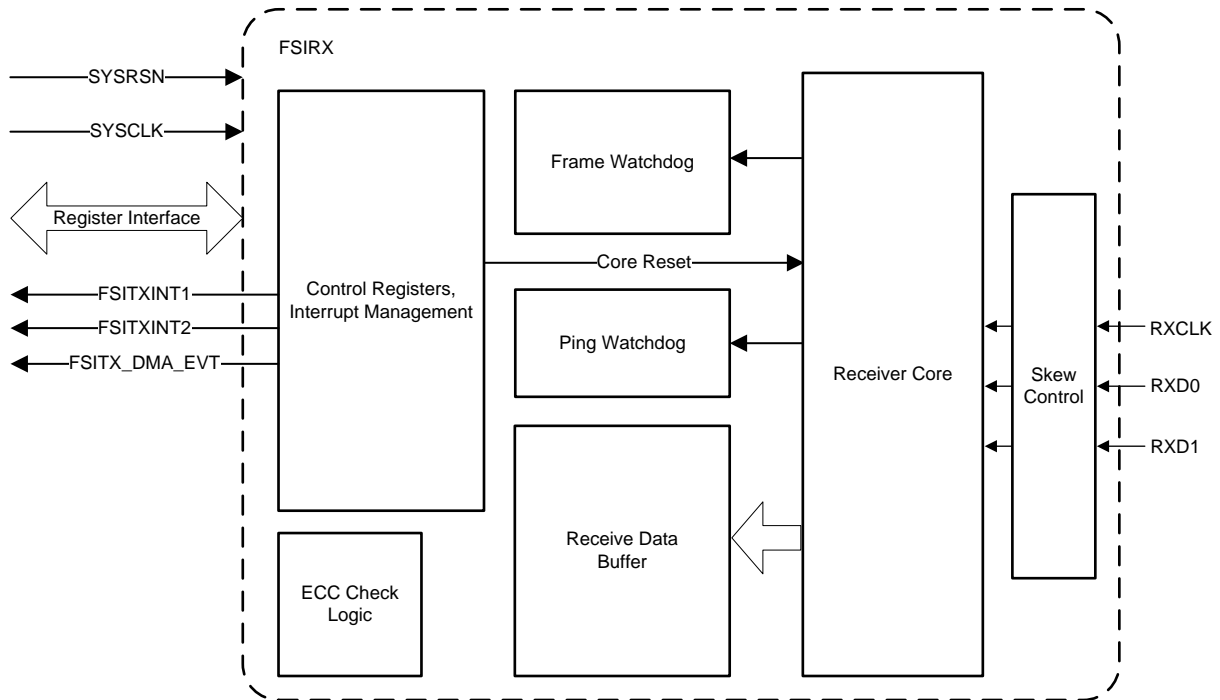 FSIRX
SYSRSN
SYSCLK
Register Interface
FSITXINT1
FSITXINT2
FSITX_DMA_EVT
Control Registers,
Interrupt Management
ECC Check
Logic
Frame Watchdog
Core Reset
Ping Watchdog
Receive Data
Buffer
Receiver Core
Skew
Control
RXCLK
RXD0
RXD1